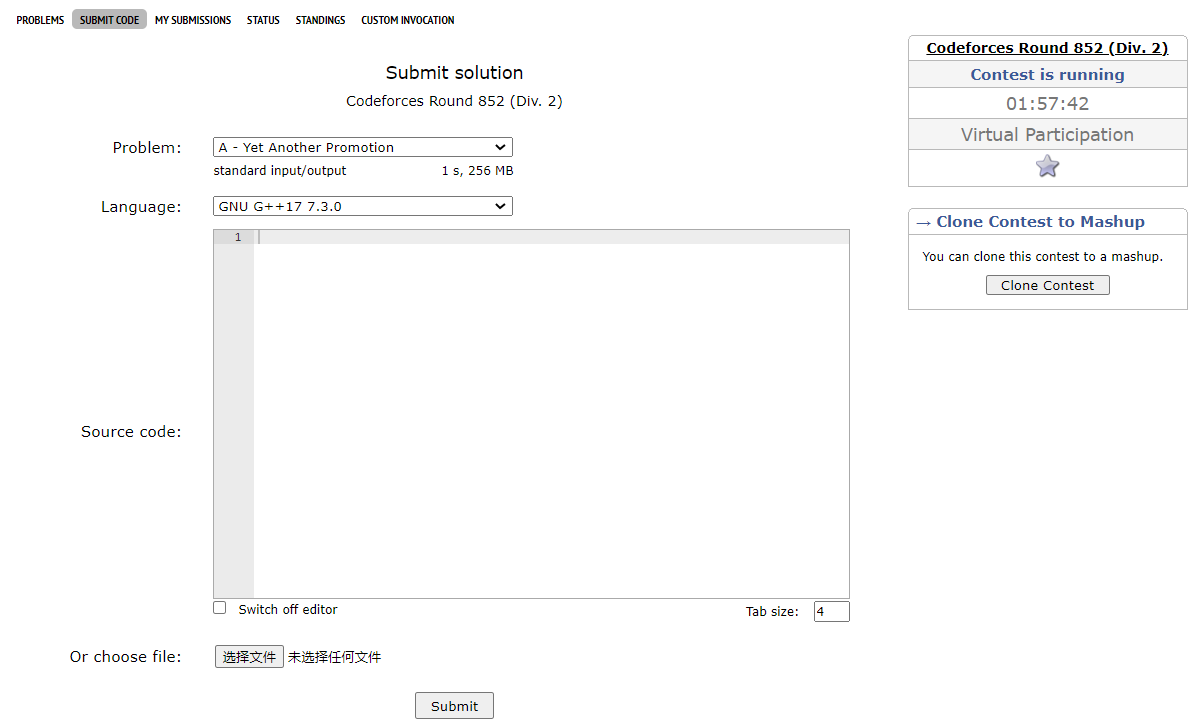 PROBLEMS SUBMIT CODE MY SUBMISSIONS STATUS STANDINGS CUSTOM INVOCATION
Submit solution
Codeforces Round 852 (Div. 2)
Problem: A - Yet Another Promotion
standard input/output 1 s, 256 MB
Language: GNU G++17 7.3.0
1
Source code:
Switch off editor Tab size: 4
Or choose file: 选择文件 未选择任何文件
Submit
Codeforces Round 852 (Div. 2)
Contest is running
01:57:42
Virtual Participation
→ Clone Contest to Mashup
You can clone this contest to a mashup.
Clone Contest